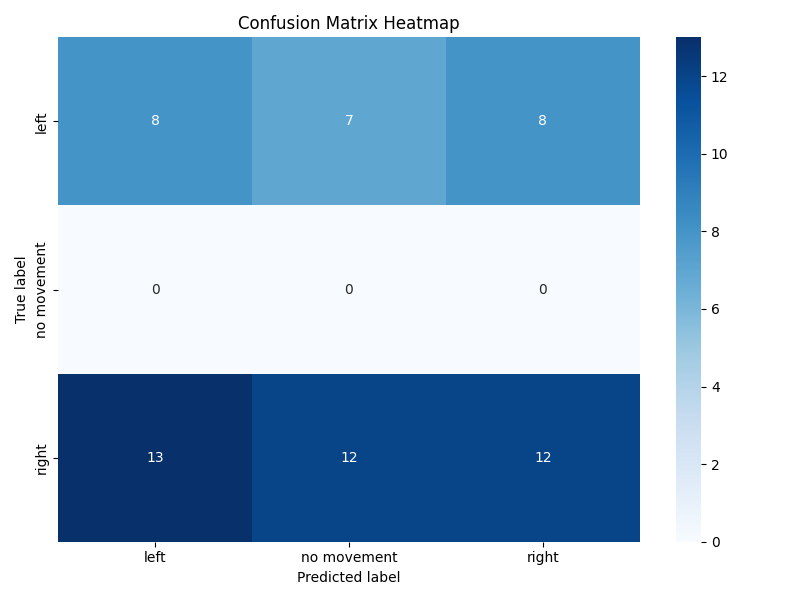 Confusion Matrix Heatmap
True label
left
8 7 8
no movement
0 0 0
right
13 12 12
left no movement right
Predicted label
12
10
8
6
4
2
0